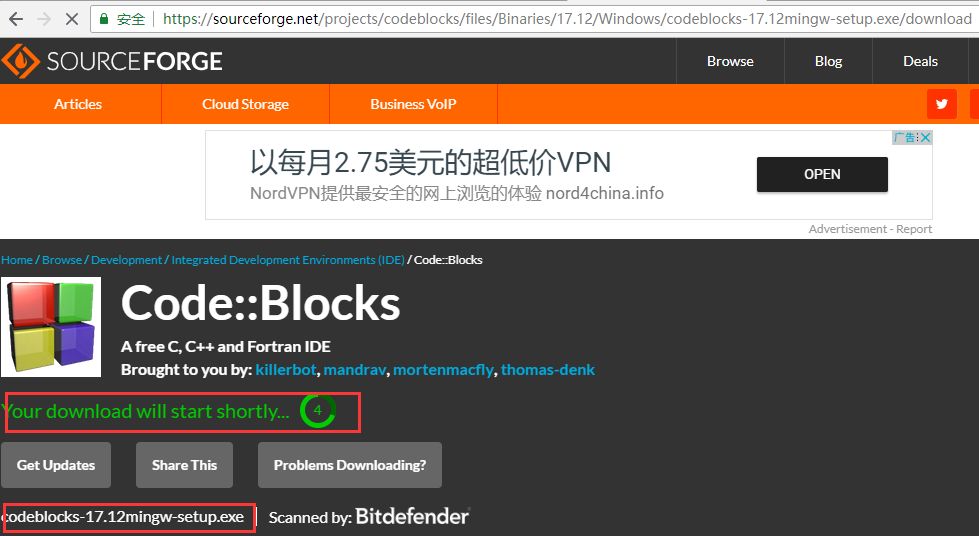 安全 | https://sourceforge.net/projects/codeblocks/files/Binaries/17.12/Windows/codeblocks-17.12mingw-setup.exe/download
SOURCEFORGE Browse Blog Deals
Articles Cloud Storage Business VoIP
广告
以每月2.75美元的超低价VPN
NordVPN提供最安全的网上浏览的体验 nord4china.info
OPEN
Advertisement - Report
Home / Browse / Development / Integrated Development Environments (IDE) / Code::Blocks
Code::Blocks
A free C, C++ and Fortran IDE
Brought to you by: killerbot, mandrav, mortenmacfly, thomas-denk
Your download will start shortly... 4
Get Updates Share This Problems Downloading?
codeblocks-17.12mingw-setup.exe | Scanned by: Bitdefender